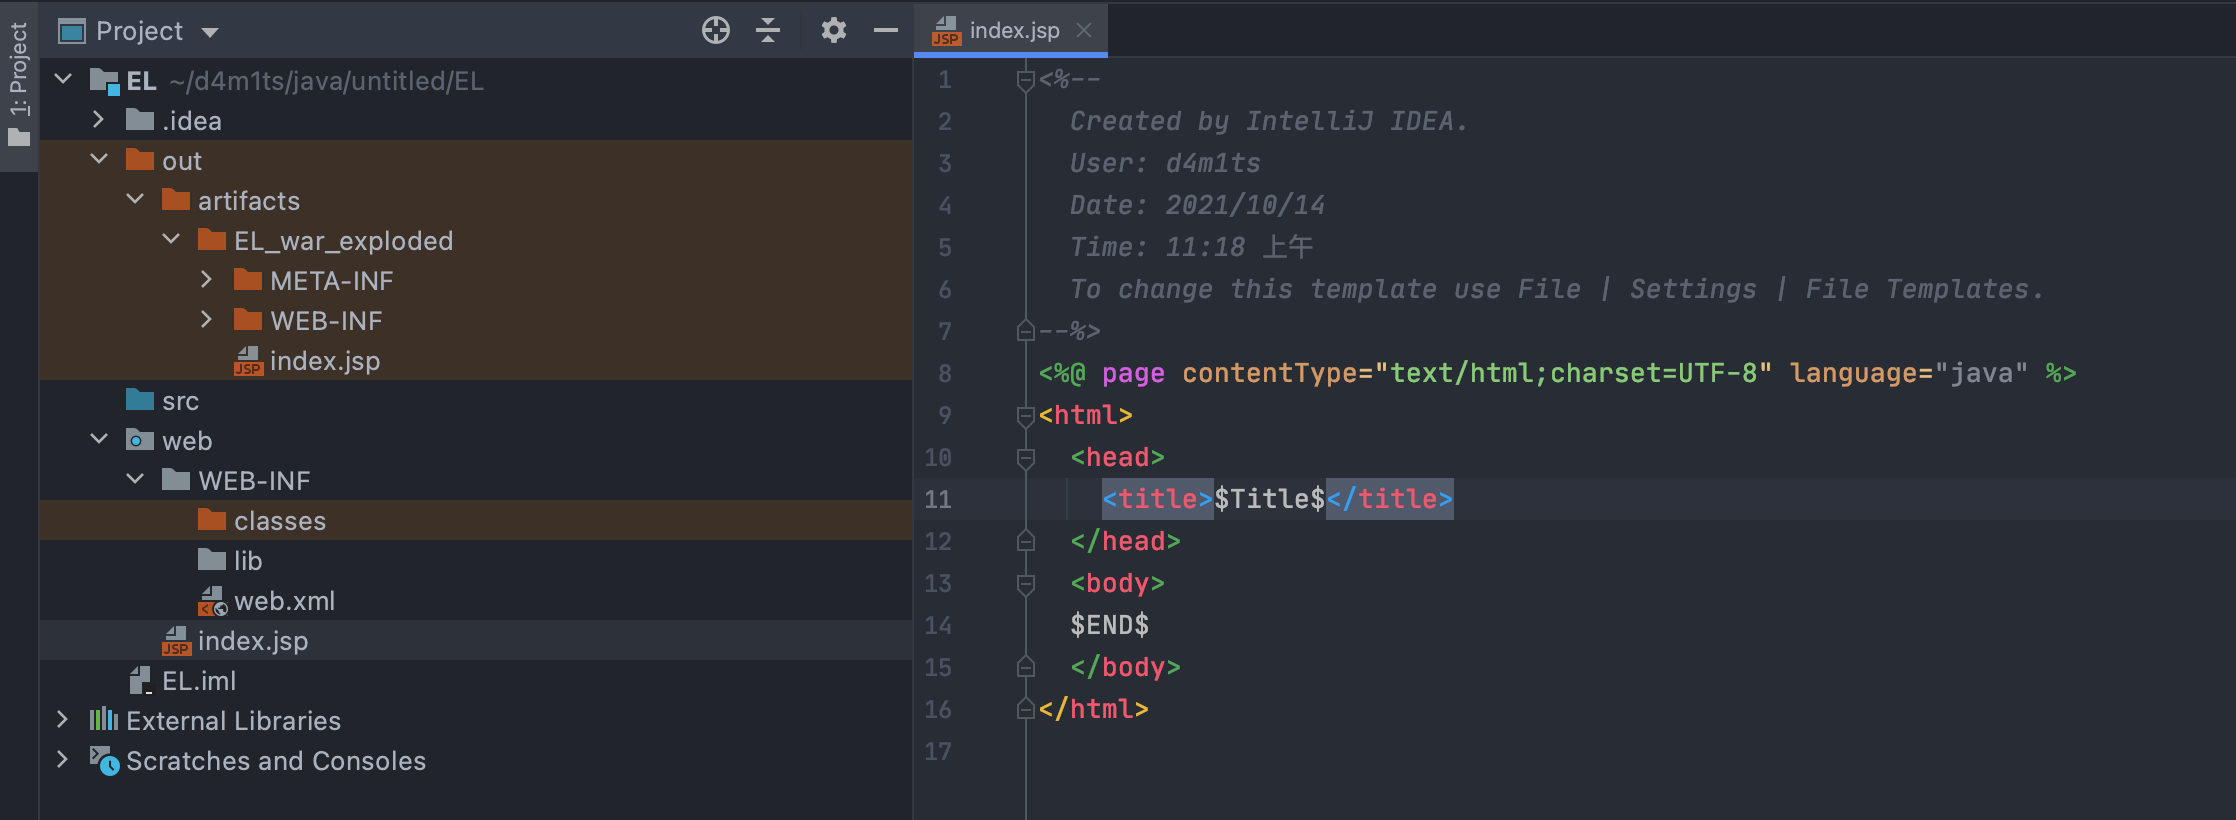 1: Project
Project
EL ~/d4m1ts/java/untitled/EL
.idea
out
artifacts
EL_war_exploded
META-INF
WEB-INF
JSP index.jsp
src
web
WEB-INF
classes
lib
web.xml
JSP index.jsp
EL.iml
External Libraries
Scratches and Consoles
JSP index.jsp
1 <%--
2 Created by IntelliJ IDEA.
3 User: d4m1ts
4 Date: 2021/10/14
5 Time: 11:18 上午
6 To change this template use File | Settings | File Templates.
7 --%>
8 <%@ page contentType="text/html;charset=UTF-8" language="java" %>
9 <html>
10 <head>
11 <title>$Title$</title>
12 </head>
13 <body>
14 $END$
15 </body>
16 </html>
17